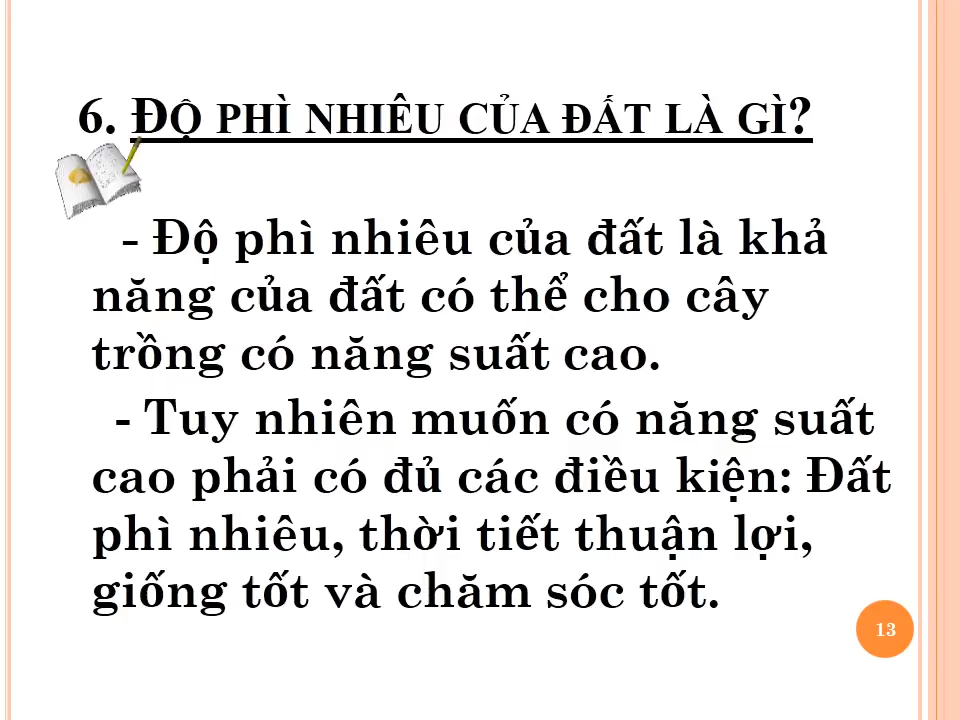 6. ĐỘ PHÌ NHIÊU CỦA ĐẤT LÀ GÌ?
- Độ phì nhiêu của đất là khả
năng của đất có thể cho cây
trồng có năng suất cao.
- Tuy nhiên muốn có năng suất
cao phải có đủ các điều kiện: Đất
phì nhiêu, thời tiết thuận lợi,
giống tốt và chăm sóc tốt.
13